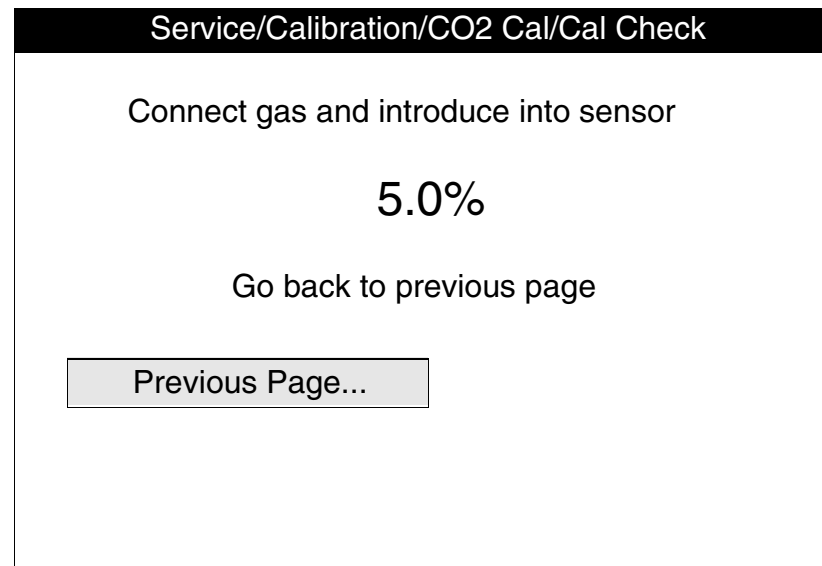 Service/Calibration/CO2 Cal/Cal Check
Connect gas and introduce into sensor
5.0%
Go back to previous page
Previous Page...